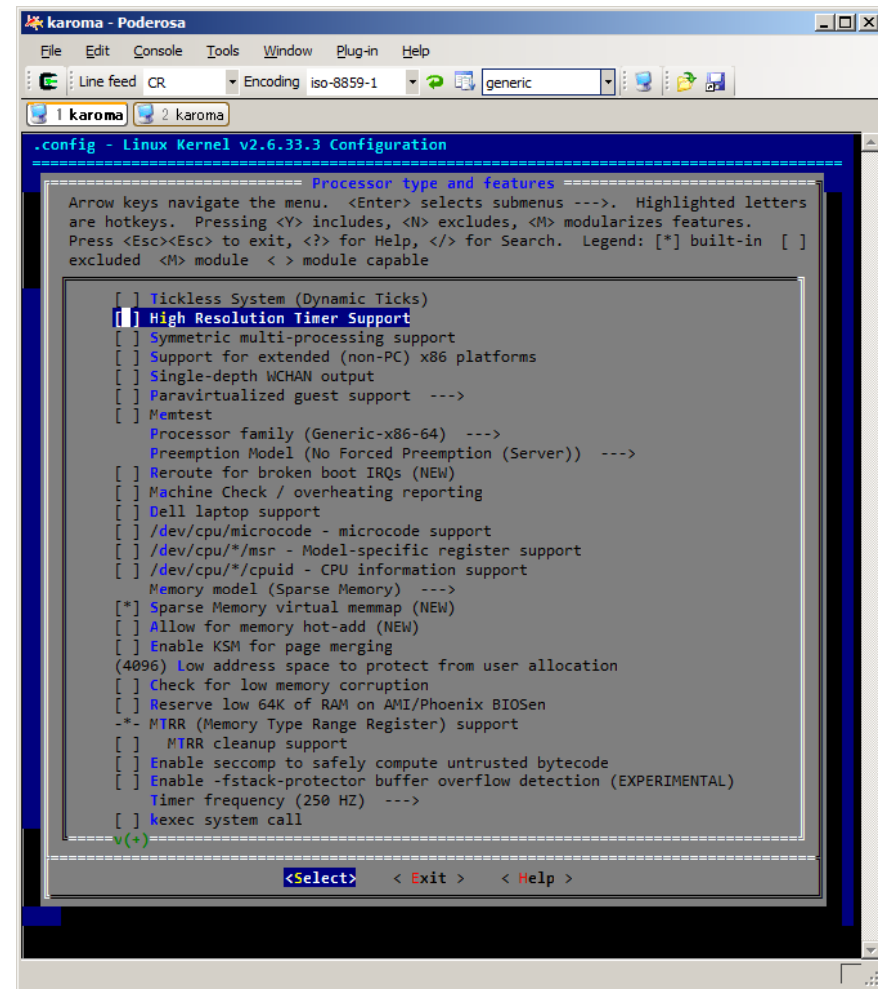 karoma - Poderosa
File Edit Console Tools Window Plug-in Help
Line feed CR Encoding iso-8859-1 generic
1 karoma 2 karoma
.config - Linux Kernel v2.6.33.3 Configuration
Processor type and features
Arrow keys navigate the menu. <Enter> selects submenus --->. Highlighted letters
are hotkeys. Pressing <Y> includes, <N> excludes, <M> modularizes features.
Press <Esc><Esc> to exit, <?> for Help, </> for Search. Legend: [*] built-in [ ]
excluded <M> module < > module capable
[ ] Tickless System (Dynamic Ticks)
[ ] High Resolution Timer Support
[ ] Symmetric multi-processing support
[ ] Support for extended (non-PC) x86 platforms
[ ] Single-depth WCHAN output
[ ] Paravirtualized guest support --->
[ ] Memtest
Processor family (Generic-x86-64) --->
Preemption Model (No Forced Preemption (Server)) --->
[ ] Reroute for broken boot IRQs (NEW)
[ ] Machine Check / overheating reporting
[ ] Dell laptop support
[ ] /dev/cpu/microcode - microcode support
[ ] /dev/cpu/*/msr - Model-specific register support
[ ] /dev/cpu/*/cpuid - CPU information support
Memory model (Sparse Memory) --->
[*] Sparse Memory virtual memmap (NEW)
[ ] Allow for memory hot-add (NEW)
[ ] Enable KSM for page merging
(4096) Low address space to protect from user allocation
[ ] Check for low memory corruption
[ ] Reserve low 64K of RAM on AMI/Phoenix BIOSen
-*- MTRR (Memory Type Range Register) support
[ ] MTRR cleanup support
[ ] Enable seccomp to safely compute untrusted bytecode
[ ] Enable -fstack-protector buffer overflow detection (EXPERIMENTAL)
Timer frequency (250 HZ) --->
[ ] kexec system call
v(+)
<Select> < Exit > < Help >